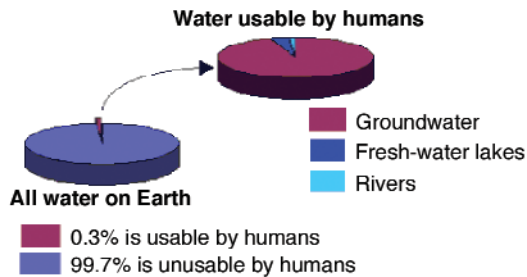 Water usable by humans
Groundwater
Fresh-water lakes
Rivers
All water on Earth
0.3% is usable by humans
99.7% is unusable by humans